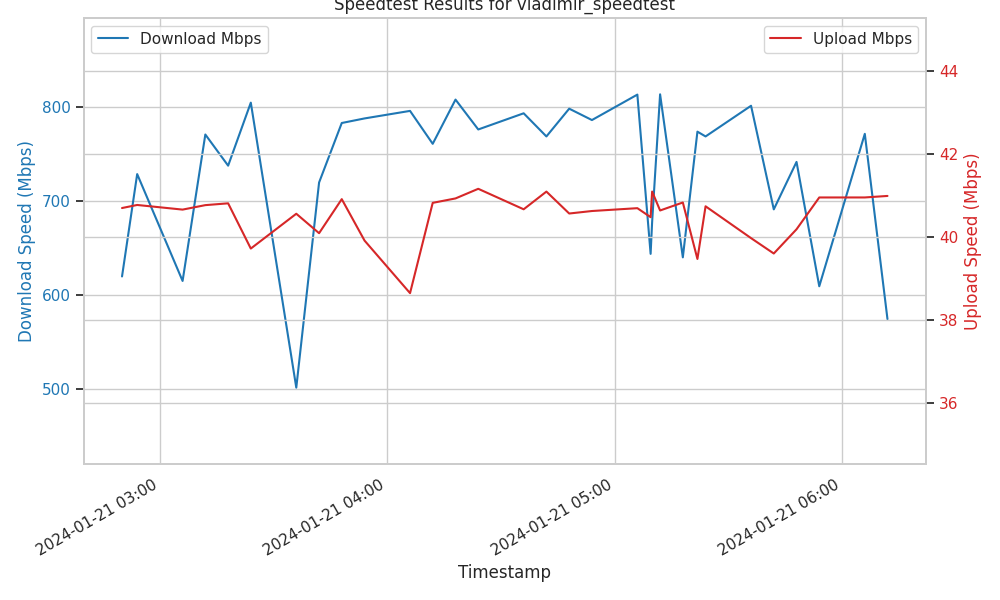 Speedtest Results for vladimir_speedtest
Download Mbps
Upload Mbps
800
700
600
500
Download Speed (Mbps)
44
42
40
38
36
Upload Speed (Mbps)
2024-01-21 03:00
2024-01-21 04:00
2024-01-21 05:00
2024-01-21 06:00
Timestamp